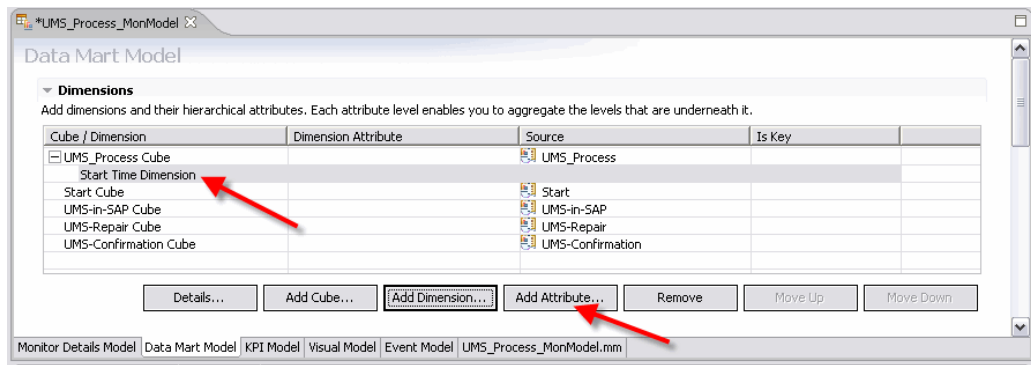 *UMS_Process_MonModel
Data Mart Model
Dimensions
Add dimensions and their hierarchical attributes. Each attribute level enables you to aggregate the levels that are underneath it.
Cube / Dimension Dimension Attribute Source Is Key
UMS_Process Cube UMS_Process
Start Time Dimension
Start Cube Start
UMS-in-SAP Cube UMS-in-SAP
UMS-Repair Cube UMS-Repair
UMS-Confirmation Cube UMS-Confirmation
Details... Add Cube... Add Dimension... Add Attribute... Remove Move Up Move Down
Monitor Details Model Data Mart Model KPI Model Visual Model Event Model UMS_Process_MonModel.mm